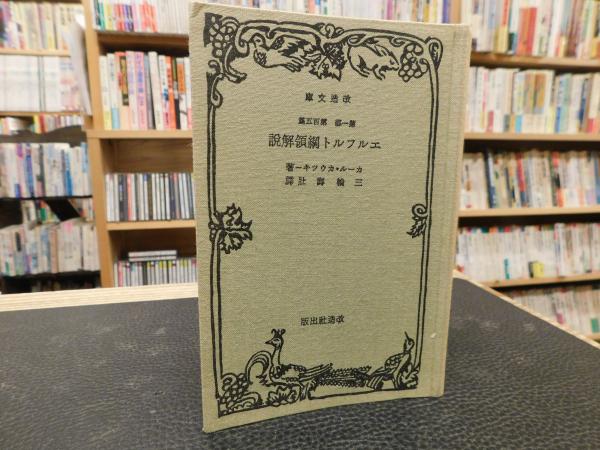 改造文庫
第一部 第百五篇
エルフルト綱領解説
カール・カウツキー著
三輪壽壯譯
改造社出版